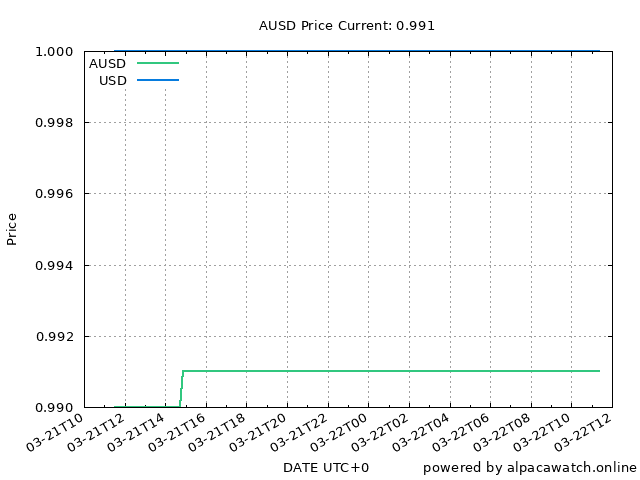 AUSD Price Current: 0.991
1.000
AUSD
USD
0.998
0.996
Price
0.994
0.992
0.990
03-21T10
03-21T12
03-21T14
03-21T16
03-21T18
03-21T20
03-21T22
03-22T00
03-22T02
03-22T04
03-22T06
03-22T08
03-22T10
03-22T12
DATE UTC+0
powered by alpacawatch.online